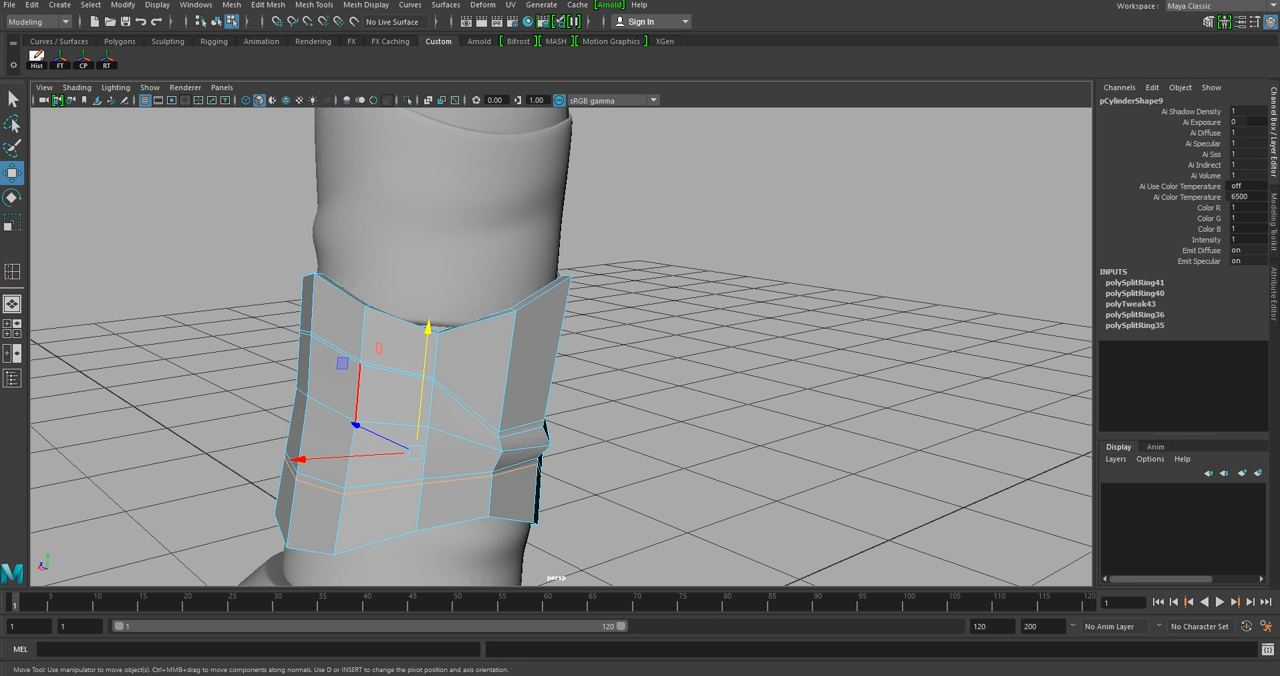 File Edit Create Select Modify Display Windows Mesh Edit Mesh Mesh Tools Mesh Display Curves Surfaces Deform UV Generate Cache [Arnold] Help
Workspace : Maya Classic
Modeling No Live Surface Sign In
Curves / Surfaces Polygons Sculpting Rigging Animation Rendering FX FX Caching Custom Arnold Bifrost MASH Motion Graphics XGen
Hist FT CP RT
View Shading Lighting Show Renderer Panels
0.00 1.00 sRGB gamma
Channels Edit Object Show
pCylinderShape9
Ai Shadow Density 1
Ai Exposure 0
Ai Diffuse 1
Ai Specular 1
Ai Sss 1
Ai Indirect 1
Ai Volume 1
Ai Use Color Temperature off
Ai Color Temperature 6500
Color R 1
Color G 1
Color B 1
Intensity 1
Emit Diffuse on
Emit Specular on
INPUTS
polySplitRing41
polySplitRing40
polyTweak43
polySplitRing36
polySplitRing35
Channel Box / Layer Editor
Modeling Toolkit
Attribute Editor
Display Anim
Layers Options Help
persp
5 10 15 20 25 30 35 40 45 50 55 60 65 70 75 80 85 90 95 100 105 110 115 120
1
1
1 1 1 120 120 200 No Anim Layer No Character Set
MEL
Move Tool: Use manipulator to move object(s). Ctrl+MMB+drag to move components along normals. Use D or INSERT to change the pivot position and axis orientation.